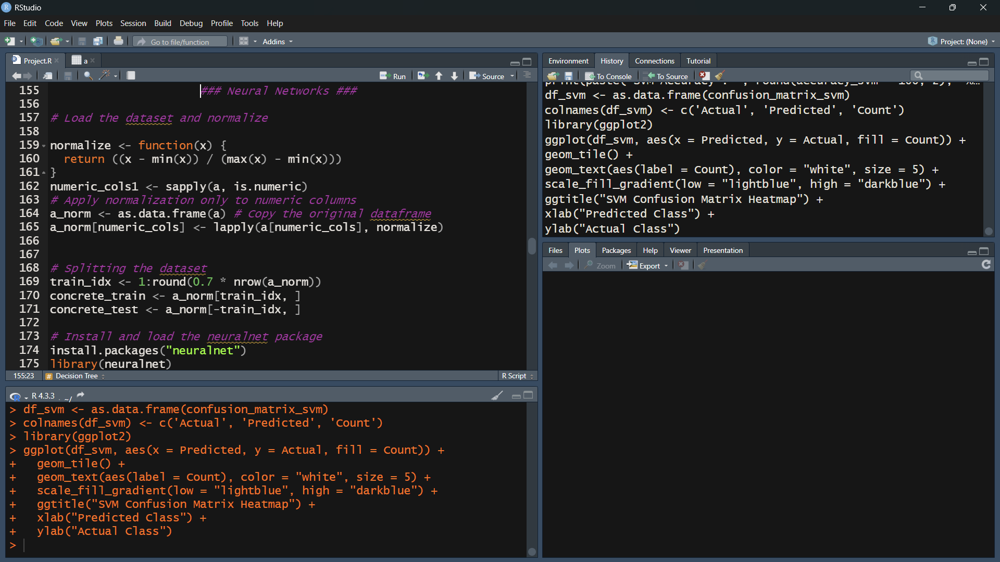 RStudio
File Edit Code View Plots Session Build Debug Profile Tools Help
Go to file/function
Addins
Project: (None)
Project.R
a
Run
Source
155 ### Neural Networks ###
156
157 # Load the dataset and normalize
158
159 normalize <- function(x) {
160 return ((x - min(x)) / (max(x) - min(x)))
161 }
162 numeric_cols1 <- sapply(a, is.numeric)
163 # Apply normalization only to numeric columns
164 a_norm <- as.data.frame(a) # Copy the original dataframe
165 a_norm[numeric_cols] <- lapply(a[numeric_cols], normalize)
166
167
168 # Splitting the dataset
169 train_idx <- 1:round(0.7 * nrow(a_norm))
170 concrete_train <- a_norm[train_idx, ]
171 concrete_test <- a_norm[-train_idx, ]
172
173 # Install and load the neuralnet package
174 install.packages("neuralnet")
175 library(neuralnet)
155:23 # Decision Tree R Script
R 4.3.3 . ~/
> df_svm <- as.data.frame(confusion_matrix_svm)
> colnames(df_svm) <- c('Actual', 'Predicted', 'Count')
> library(ggplot2)
> ggplot(df_svm, aes(x = Predicted, y = Actual, fill = Count)) +
+ geom_tile() +
+ geom_text(aes(label = Count), color = "white", size = 5) +
+ scale_fill_gradient(low = "lightblue", high = "darkblue") +
+ ggtitle("SVM Confusion Matrix Heatmap") +
+ xlab("Predicted Class") +
+ ylab("Actual Class")
>
Environment History Connections Tutorial
To Console To Source
df_svm <- as.data.frame(confusion_matrix_svm)
colnames(df_svm) <- c('Actual', 'Predicted', 'Count')
library(ggplot2)
ggplot(df_svm, aes(x = Predicted, y = Actual, fill = Count)) +
geom_tile() +
geom_text(aes(label = Count), color = "white", size = 5) +
scale_fill_gradient(low = "lightblue", high = "darkblue") +
ggtitle("SVM Confusion Matrix Heatmap") +
xlab("Predicted Class") +
ylab("Actual Class")
Files Plots Packages Help Viewer Presentation
Zoom Export